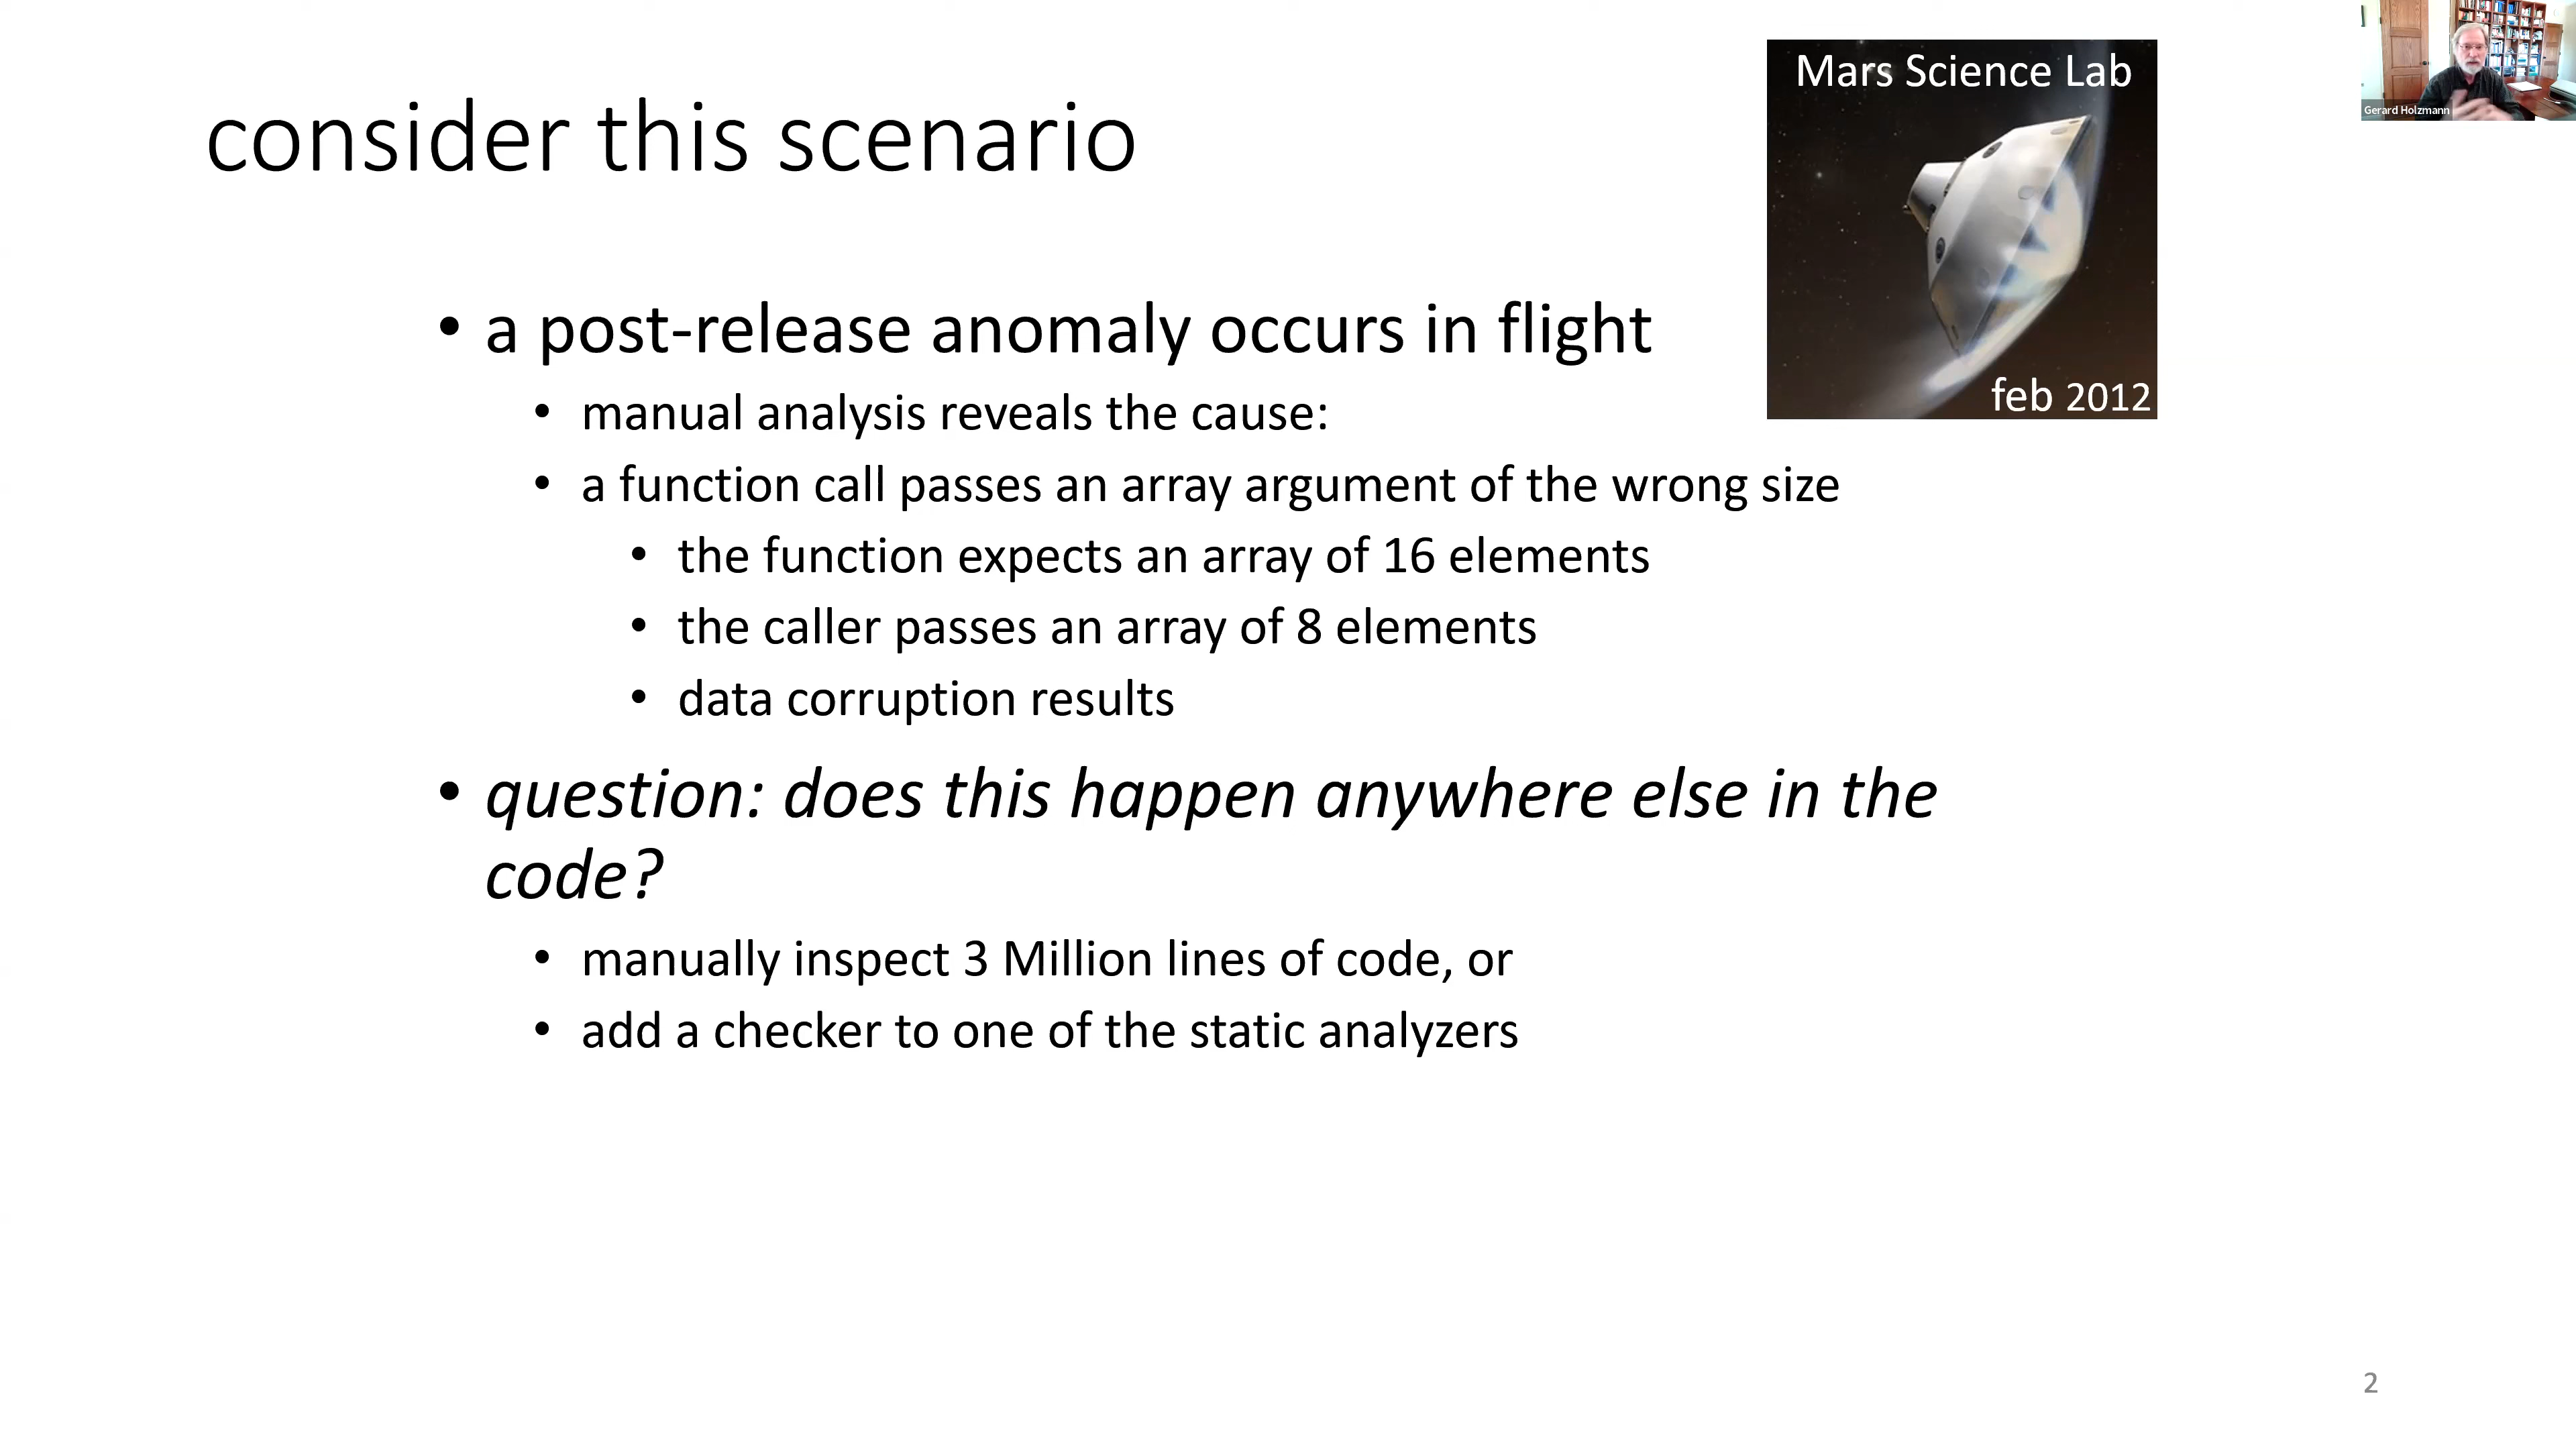 Mars Science Lab
Gerard Holzmann
consider this scenario
• a post-release anomaly occurs in flight
• manual analysis reveals the cause:
feb 2012
• a function call passes an array argument of the wrong size
• the function expects an array of 16 elements
• the caller passes an array of 8 elements
• data corruption results
• question: does this happen anywhere else in the
code?
• manually inspect 3 Million lines of code, or
• add a checker to one of the static analyzers
2